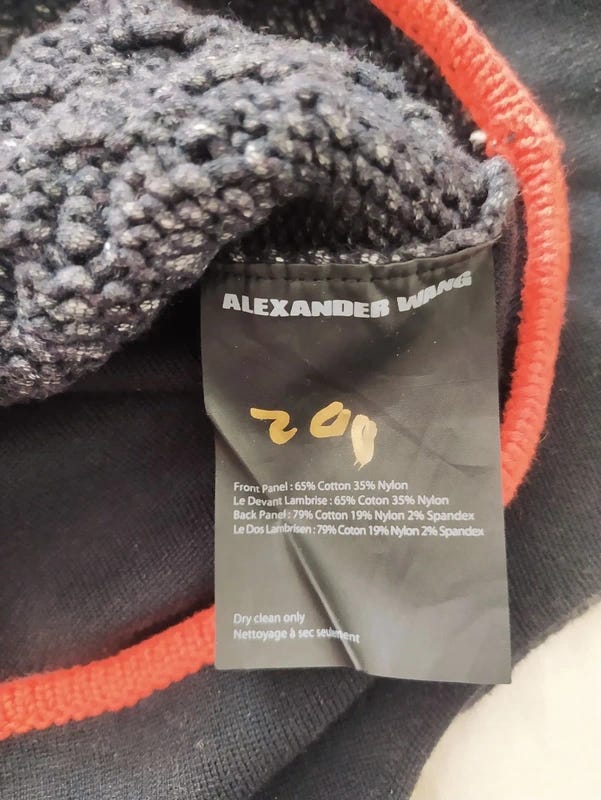 ALEXANDER WANG
200
Front Panel : 65% Cotton 35% Nylon
Le Devant Lambrise : 65% Coton 35% Nylon
Back Panel : 79% Cotton 19% Nylon 2% Spandex
Le Dos Lambrisen : 79% Coton 19% Nylon 2% Spandex
Dry clean only
Nettoyage à sec seulement